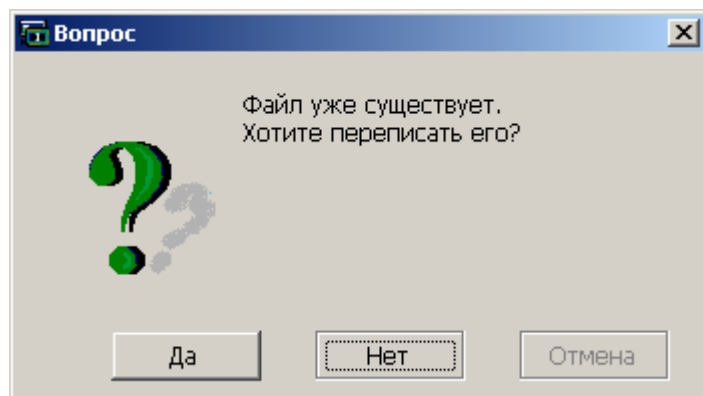 Вопрос
Файл уже существует.
Хотите переписать его?
Да Нет Отмена